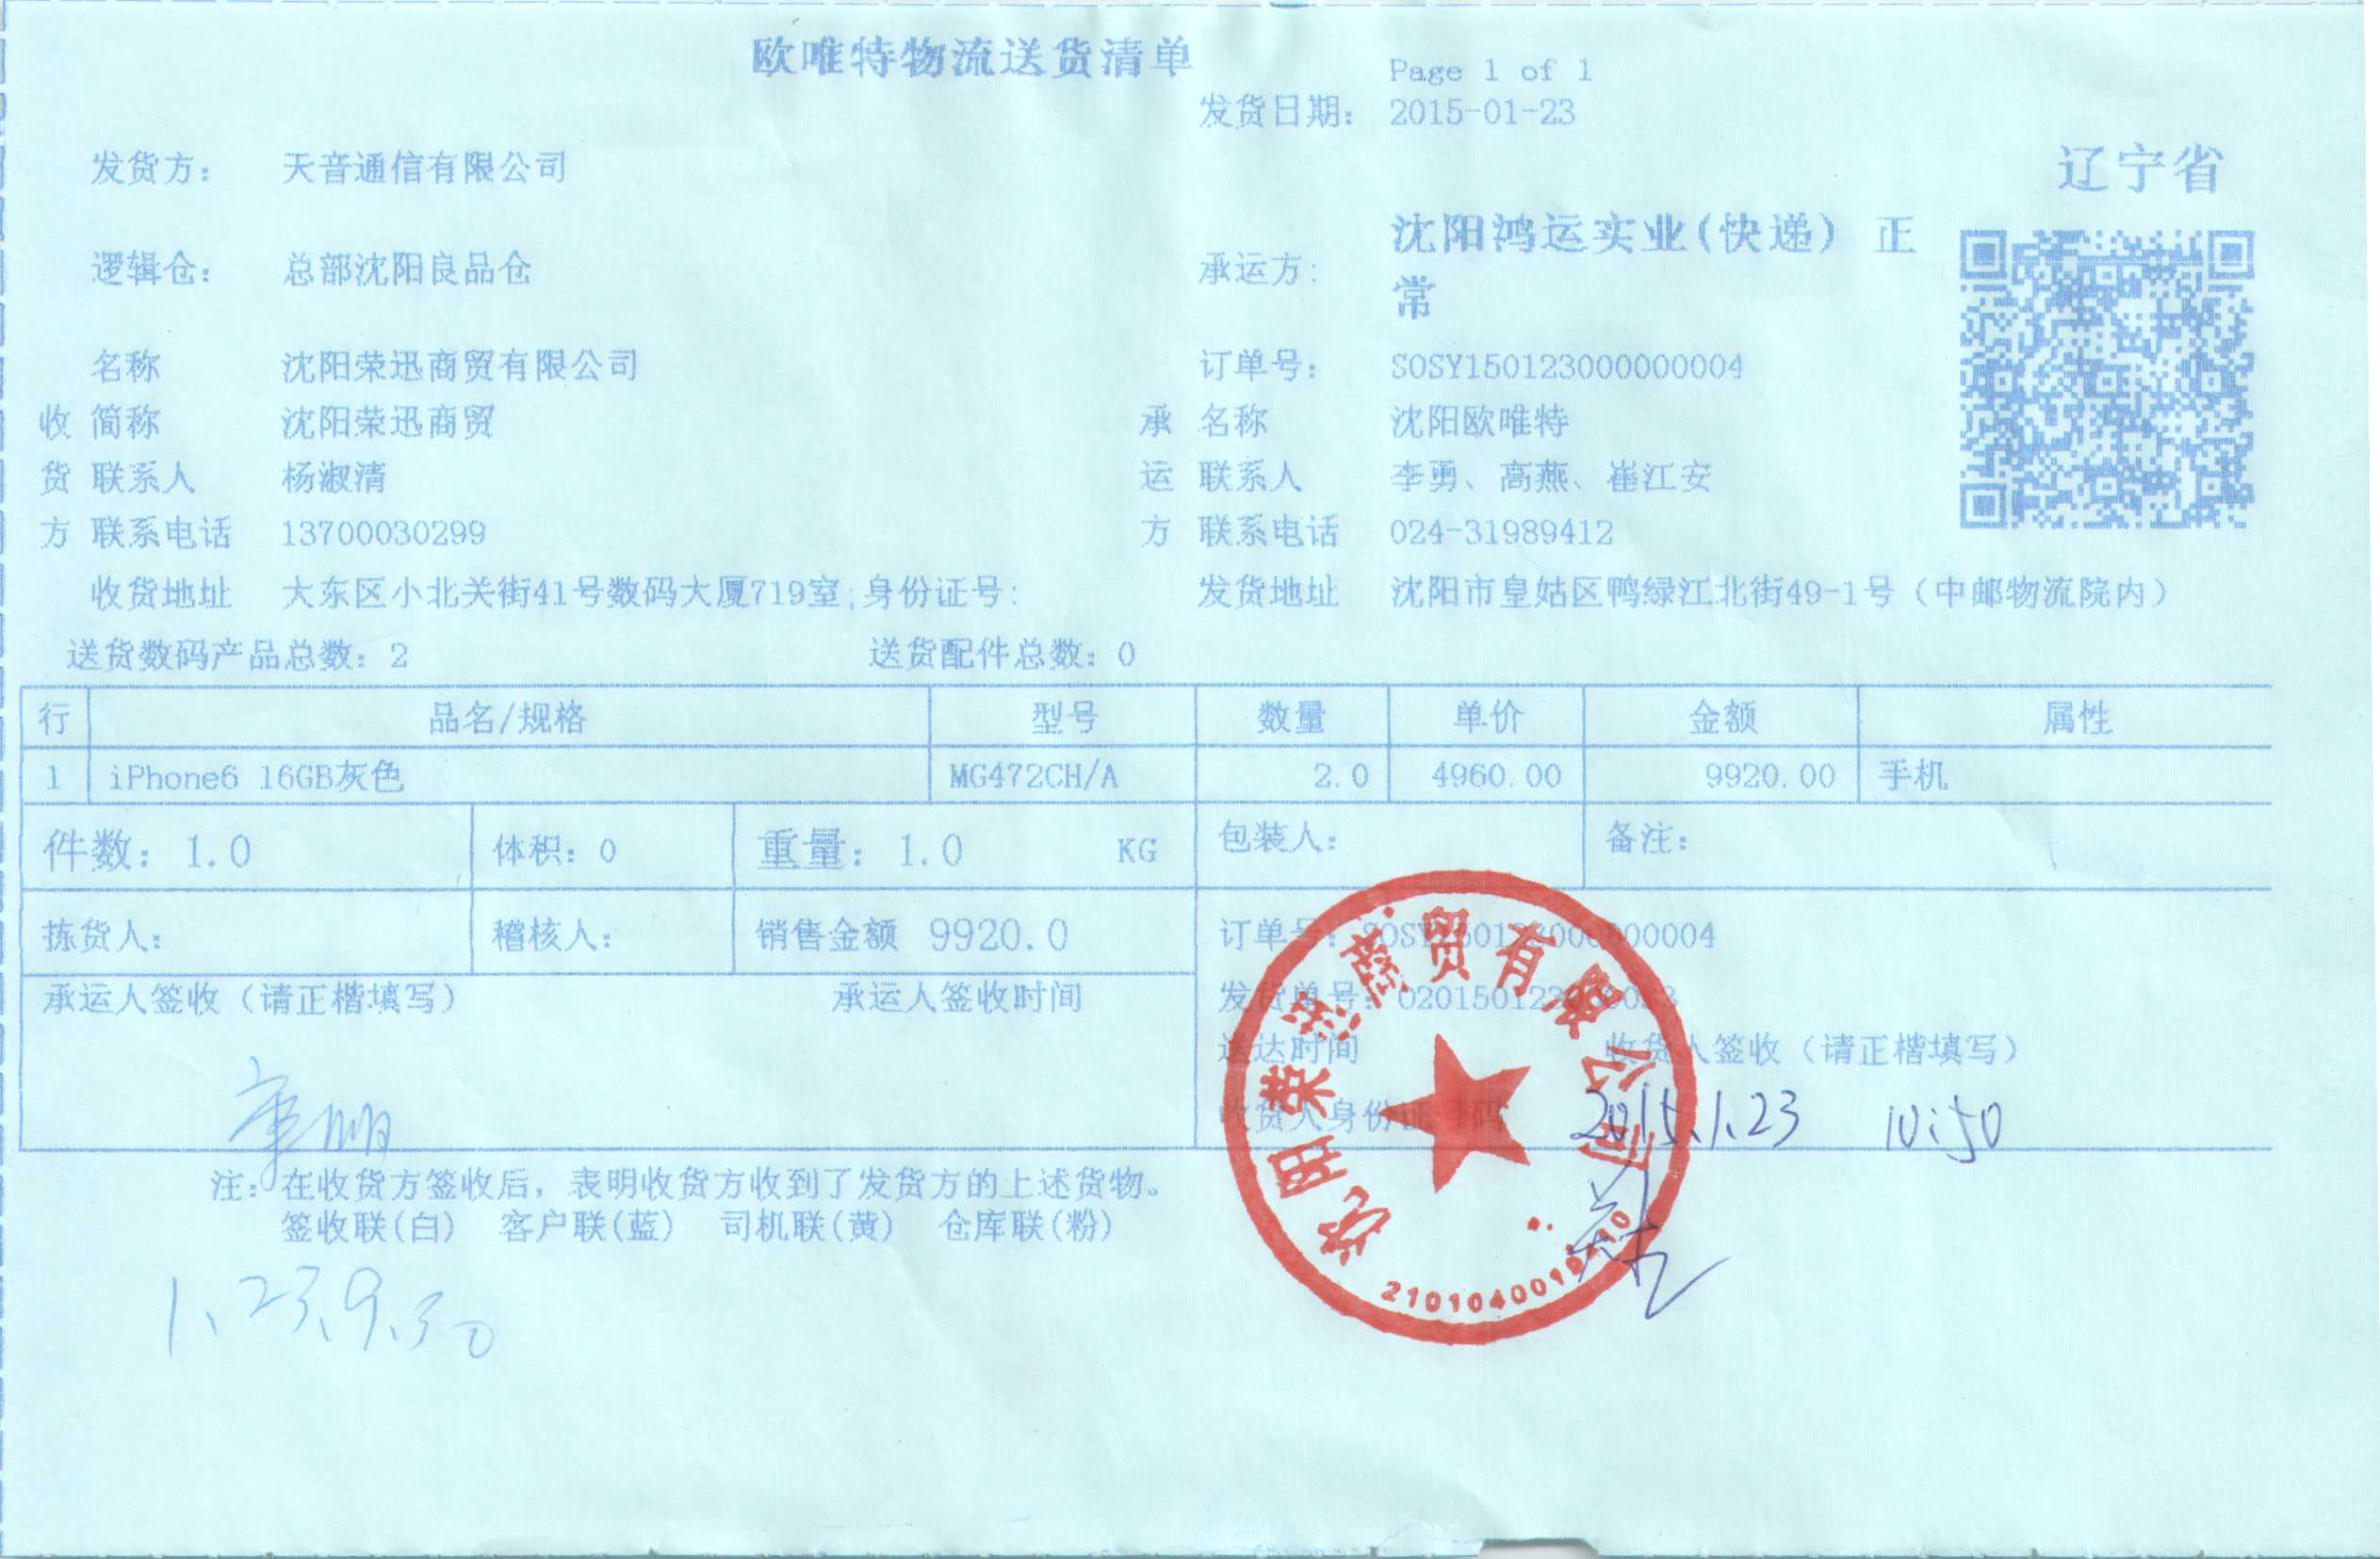 欧唯特物流送货清单
Page 1 of 1
发货日期： 2015-01-23
发货方： 天音通信有限公司
辽宁省
逻辑仓： 总部沈阳良品仓 承运方： 沈阳鸿运实业(快递) 正
常
名称 沈阳荣迅商贸有限公司 订单号： SOSY150123000000004
收 简称 沈阳荣迅商贸 承 名称 沈阳欧唯特
货 联系人 杨淑清 运 联系人 李勇、高燕、崔江安
方 联系电话 13700030299 方 联系电话 024-31989412
收货地址 大东区小北关街41号数码大厦719室;身份证号： 发货地址 沈阳市皇姑区鸭绿江北街49-1号（中邮物流院内）
送货数码产品总数：2 送货配件总数：0
行 品名/规格 型号 数量 单价 金额 属性
1 iPhone6 16GB灰色 MG472CH/A 2.0 4960.00 9920.00 手机
件数：1.0 体积：0 重量：1.0 KG 包装人： 备注：
拣货人： 稽核人： 销售金额 9920.0 订单号：SOSY150123000000004
承运人签收（请正楷填写） 承运人签收时间 发货单号：
送达时间 收货人签收（请正楷填写）
收货人身份证号码 2015.1.23 10:50
沈阳荣迅商贸有限公司
注：在收货方签收后，表明收货方收到了发货方的上述货物。
签收联(白) 客户联(蓝) 司机联(黄) 仓库联(粉)
1.23.9.30